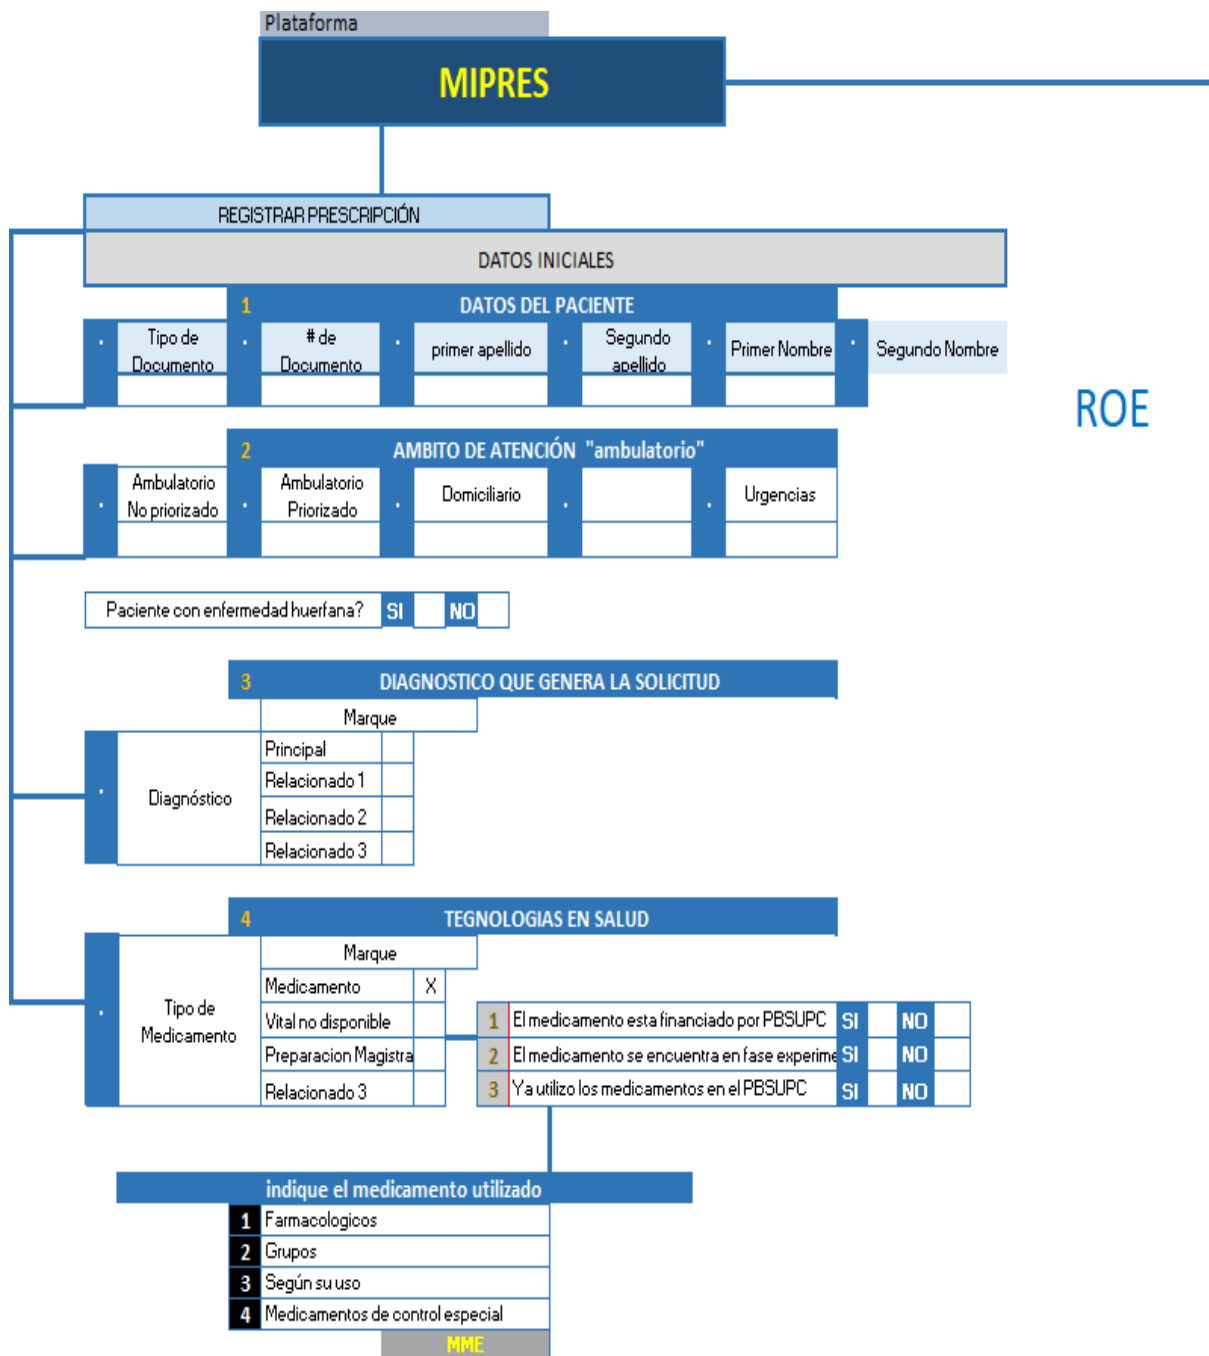 Plataforma
MIPRES
REGISTRAR PRESCRIPCIÓN
DATOS INICIALES
1 DATOS DEL PACIENTE
Tipo de Documento # de Documento primer apellido Segundo apellido Primer Nombre Segundo Nombre
ROE
2 AMBITO DE ATENCIÓN "ambulatorio"
Ambulatorio No priorizado Ambulatorio Priorizado Domiciliario Urgencias
Paciente con enfermedad huerfana? SI NO
3 DIAGNOSTICO QUE GENERA LA SOLICITUD
Marque
Diagnóstico
Principal
Relacionado 1
Relacionado 2
Relacionado 3
4 TEGNOLOGIAS EN SALUD
Marque
Tipo de Medicamento
Medicamento X
Vital no disponible
Preparacion Magistra
Relacionado 3
1 El medicamento esta financiado por PBSUPC SI NO
2 El medicamento se encuentra en fase experime SI NO
3 Ya utilizo los medicamentos en el PBSUPC SI NO
indique el medicamento utilizado
1 Farmacologicos
2 Grupos
3 Según su uso
4 Medicamentos de control especial
MME